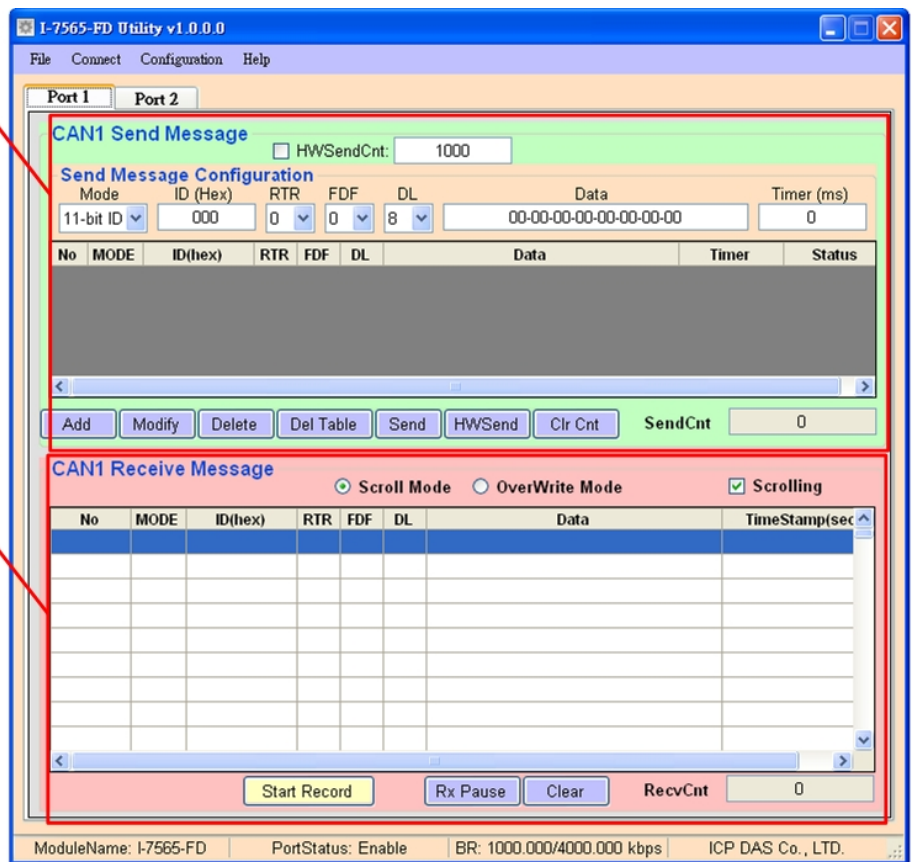 I-7565-FD Utility v1.0.0.0
File Connect Configuration Help
Port 1 Port 2
CAN1 Send Message
HWSendCnt: 1000
Send Message Configuration
Mode ID (Hex) RTR FDF DL Data Timer (ms)
11-bit ID 000 0 0 8 00-00-00-00-00-00-00-00 0
No MODE ID(hex) RTR FDF DL Data Timer Status
Add Modify Delete Del Table Send HWSend Clr Cnt SendCnt 0
CAN1 Receive Message
Scroll Mode OverWrite Mode Scrolling
No MODE ID(hex) RTR FDF DL Data TimeStamp(sec
Start Record Rx Pause Clear RecvCnt 0
ModuleName: I-7565-FD PortStatus: Enable BR: 1000.000/4000.000 kbps ICP DAS Co., LTD.